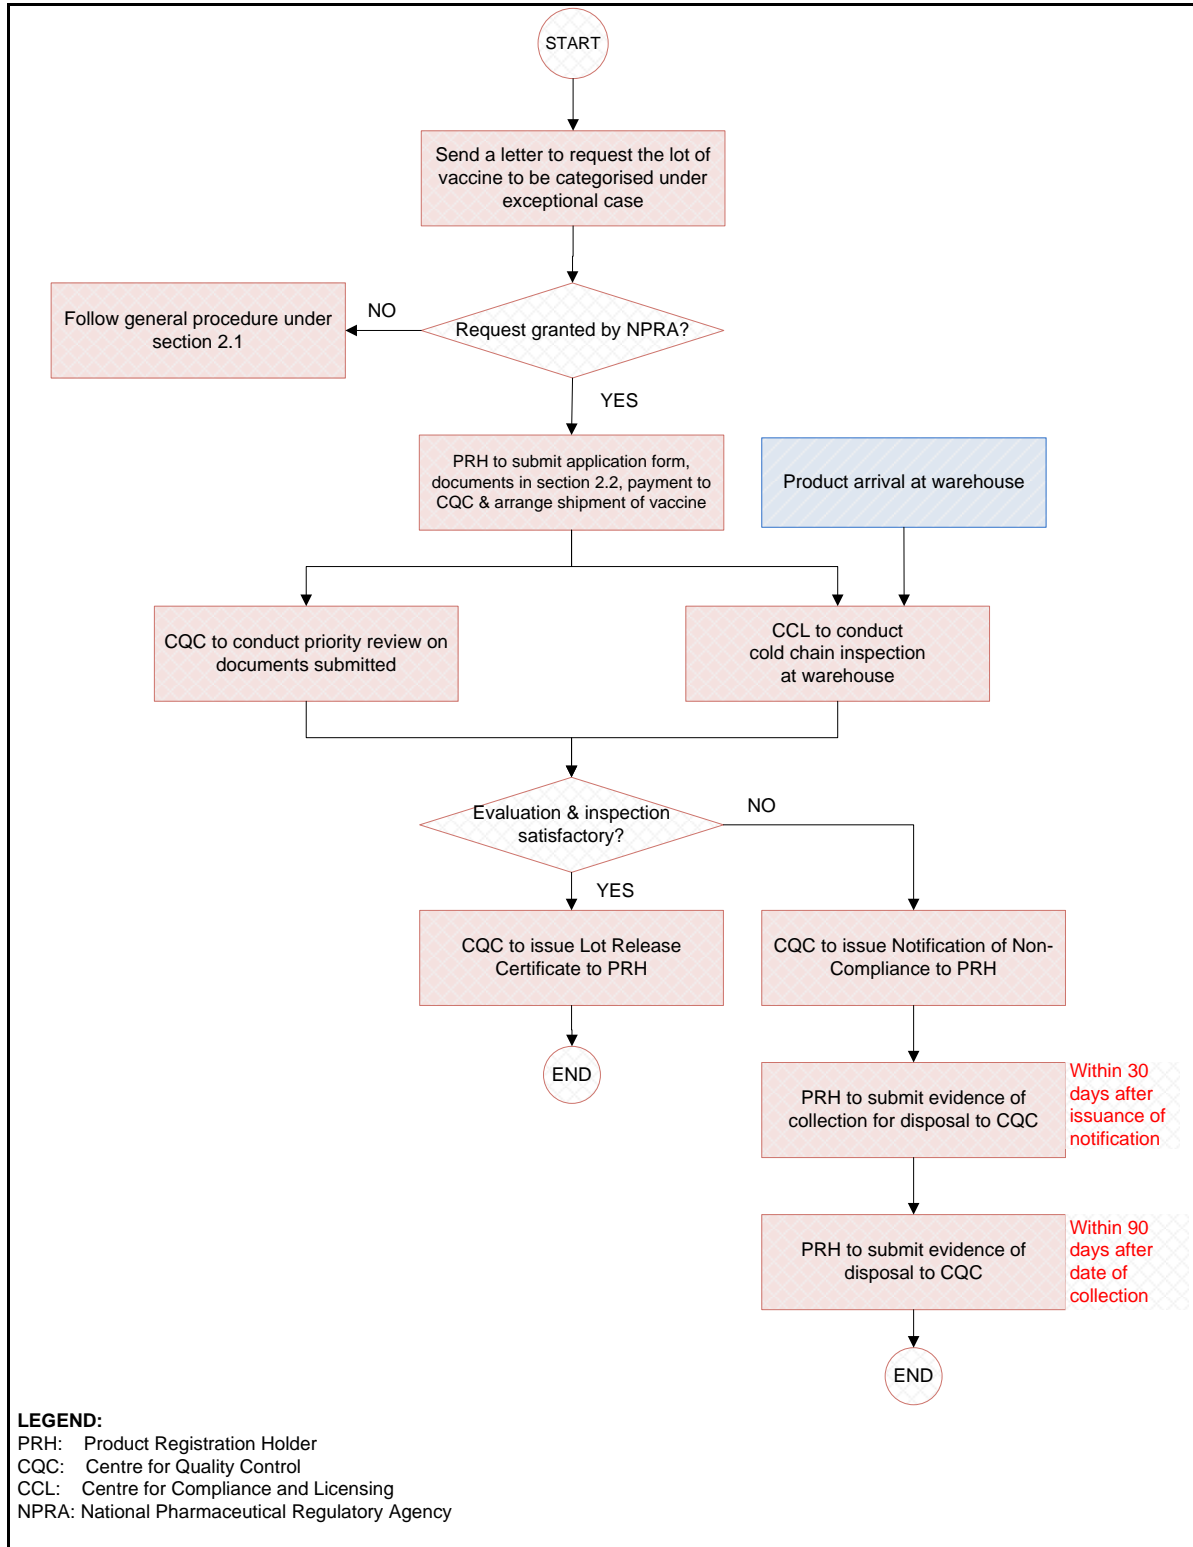 START
Send a letter to request the lot of
vaccine to be categorised under
exceptional case
Request granted by NPRA?
NO
Follow general procedure under
section 2.1
YES
PRH to submit application form,
documents in section 2.2, payment to
CQC & arrange shipment of vaccine
Product arrival at warehouse
CQC to conduct priority review on
documents submitted
CCL to conduct
cold chain inspection
at warehouse
Evaluation & inspection
satisfactory?
NO
YES
CQC to issue Lot Release
Certificate to PRH
CQC to issue Notification of Non-
Compliance to PRH
END
PRH to submit evidence of
collection for disposal to CQC
Within 30
days after
issuance of
notification
PRH to submit evidence of
disposal to CQC
Within 90
days after
date of
collection
END
LEGEND:
PRH: Product Registration Holder
CQC: Centre for Quality Control
CCL: Centre for Compliance and Licensing
NPRA: National Pharmaceutical Regulatory Agency